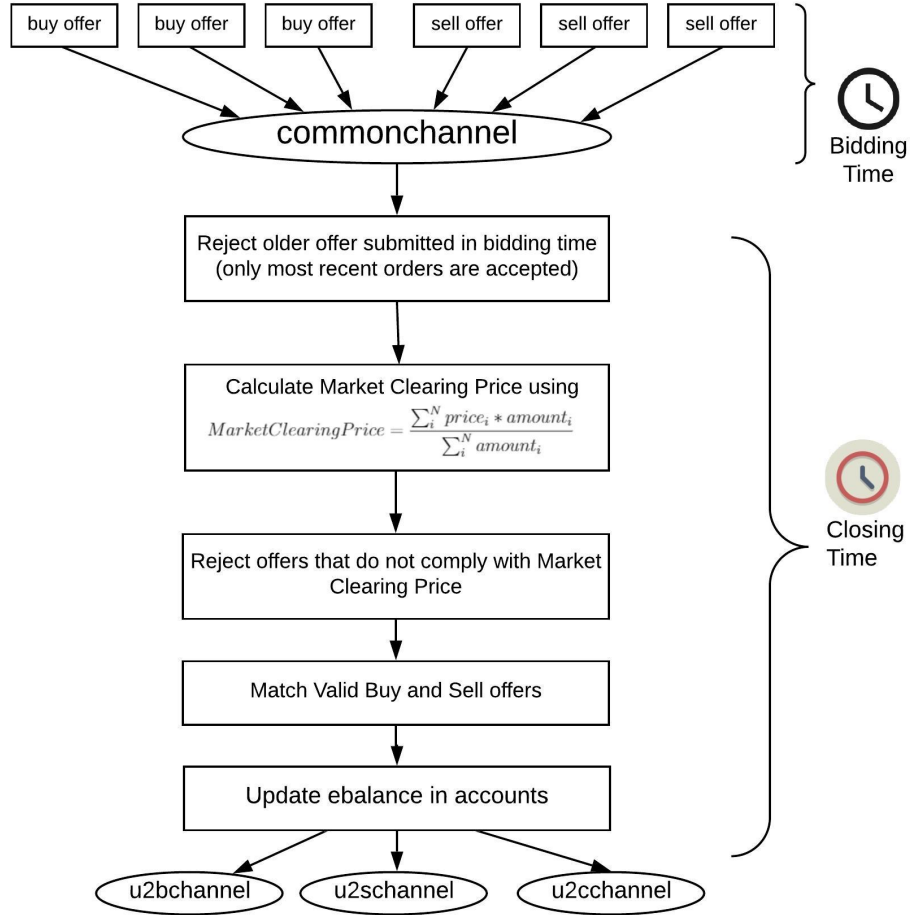 buy offer
buy offer
buy offer
sell offer
sell offer
sell offer
commonchannel
Bidding
Time
Reject older offer submitted in bidding time
(only most recent orders are accepted)
Calculate Market Clearing Price using
MarketClearingPrice = \frac{\sum_i^N price_i * amount_i}{\sum_i^N amount_i}
Closing
Time
Reject offers that do not comply with Market
Clearing Price
Match Valid Buy and Sell offers
Update ebalance in accounts
u2bchannel
u2schannel
u2cchannel